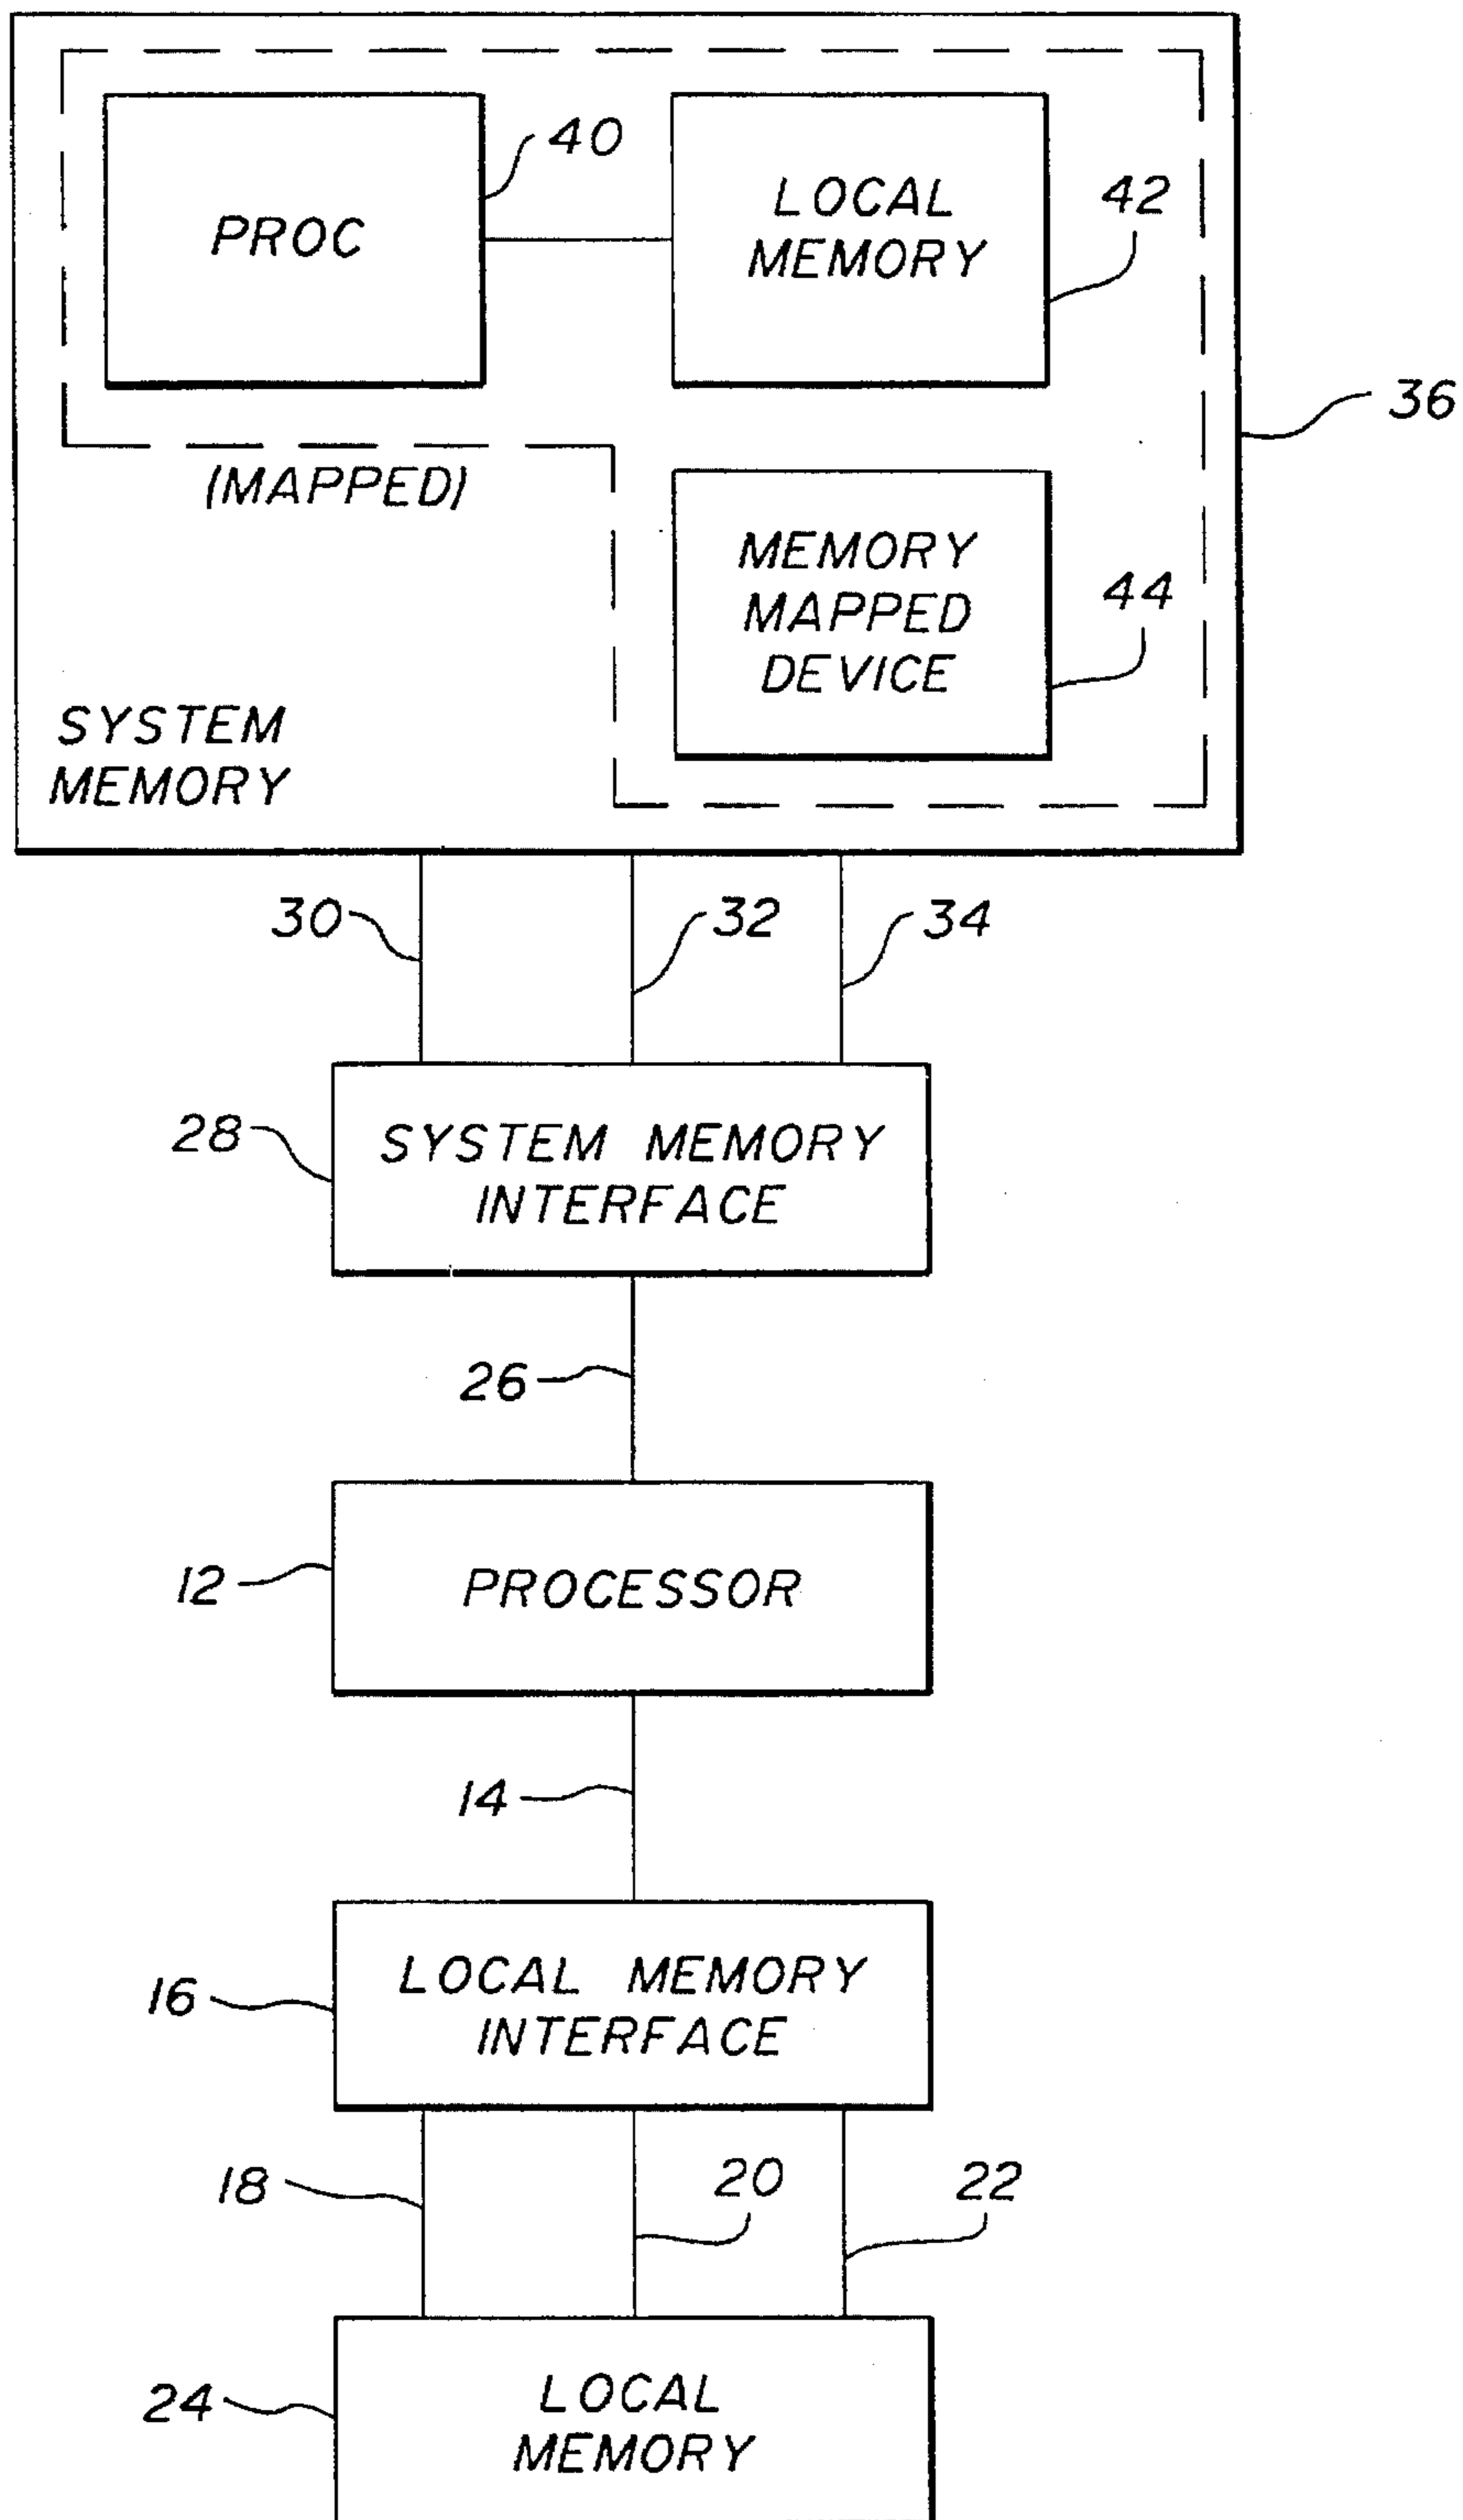 PROC
40
LOCAL
MEMORY
42
36
(MAPPED)
MEMORY
MAPPED
DEVICE
44
SYSTEM
MEMORY
30
32
34
28
SYSTEM MEMORY
INTERFACE
26
12
PROCESSOR
14
16
LOCAL MEMORY
INTERFACE
18
20
22
24
LOCAL
MEMORY